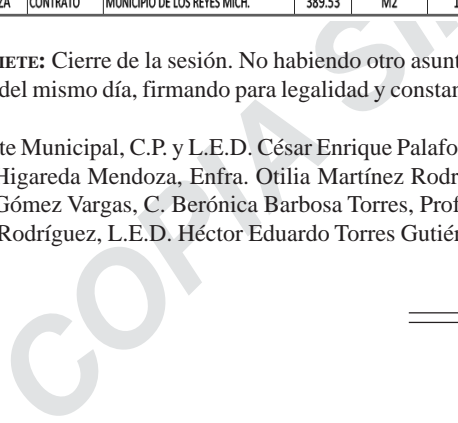 ZA CONTRATO MUNICIPIO DE LOS REYES MICH. 389.53 M2
IETE: Cierre de la sesión. No habiendo otro asunt
del mismo día, firmando para legalidad y constan
te Municipal, C.P. y L.E.D. César Enrique Palafo
Higareda Mendoza, Enfra. Otilia Martínez Rodr
Gómez Vargas, C. Berónica Barbosa Torres, Prof
Rodríguez, L.E.D. Héctor Eduardo Torres Gutiér
COPIA SI